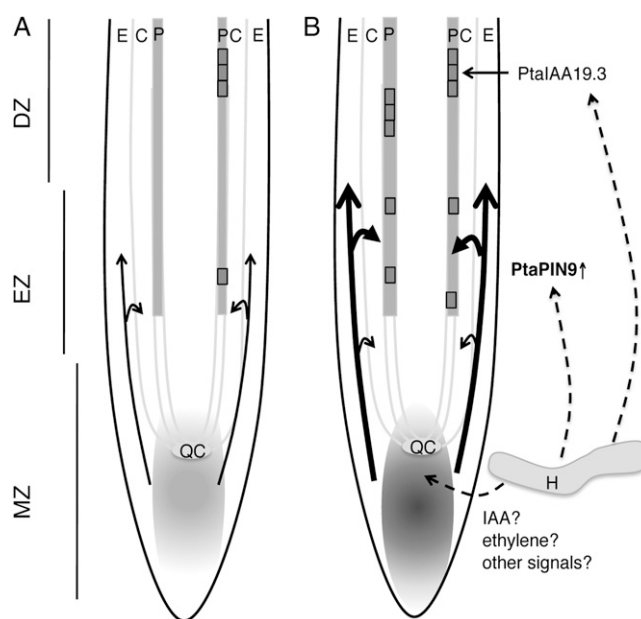 A
E C P P C E
B
E C P P C E
DZ
PtaIAA19.3
EZ
PtaPIN9↑
MZ
QC
QC
H
IAA?
ethylene?
other signals?